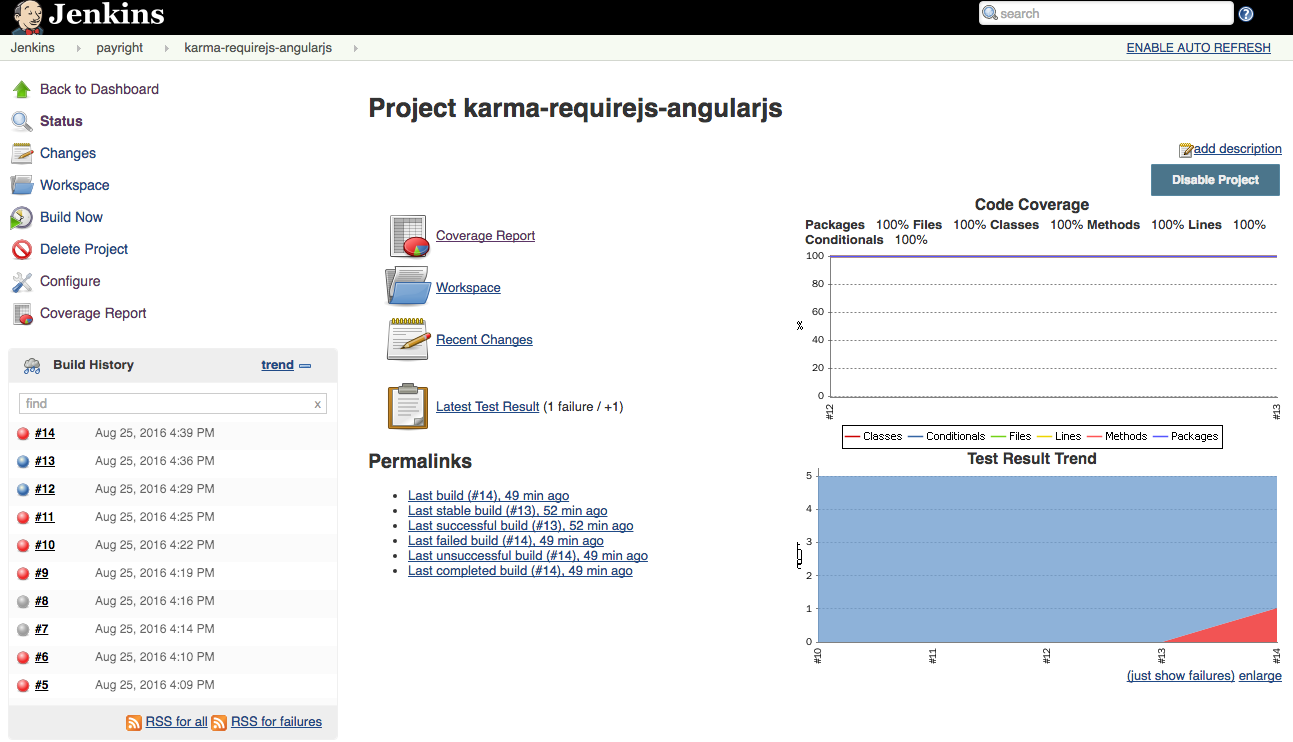 Jenkins
search
Jenkins payright karma-requirejs-angularjs
ENABLE AUTO REFRESH
Back to Dashboard
Status
Changes
Workspace
Build Now
Delete Project
Configure
Coverage Report
Build History trend
find x
#14 Aug 25, 2016 4:39 PM
#13 Aug 25, 2016 4:36 PM
#12 Aug 25, 2016 4:29 PM
#11 Aug 25, 2016 4:25 PM
#10 Aug 25, 2016 4:22 PM
#9 Aug 25, 2016 4:19 PM
#8 Aug 25, 2016 4:16 PM
#7 Aug 25, 2016 4:14 PM
#6 Aug 25, 2016 4:10 PM
#5 Aug 25, 2016 4:09 PM
RSS for all RSS for failures
Project karma-requirejs-angularjs
add description
Disable Project
Coverage Report
Workspace
Recent Changes
Latest Test Result (1 failure / +1)
Permalinks
Last build (#14), 49 min ago
Last stable build (#13), 52 min ago
Last successful build (#13), 52 min ago
Last failed build (#14), 49 min ago
Last unsuccessful build (#14), 49 min ago
Last completed build (#14), 49 min ago
Code Coverage
Packages 100% Files 100% Classes 100% Methods 100% Lines 100%
Conditionals 100%
100
80
60
%
40
20
0
#12 #13
Classes Conditionals Files Lines Methods Packages
Test Result Trend
5
4
3
2
1
0
#10 #11 #12 #13 #14
(just show failures) enlarge